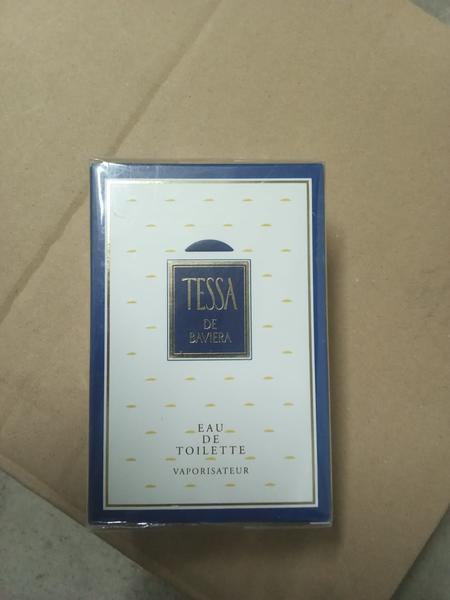 TESSA
DE
BAVIERA
EAU
DE
TOILETTE
VAPORISATEUR